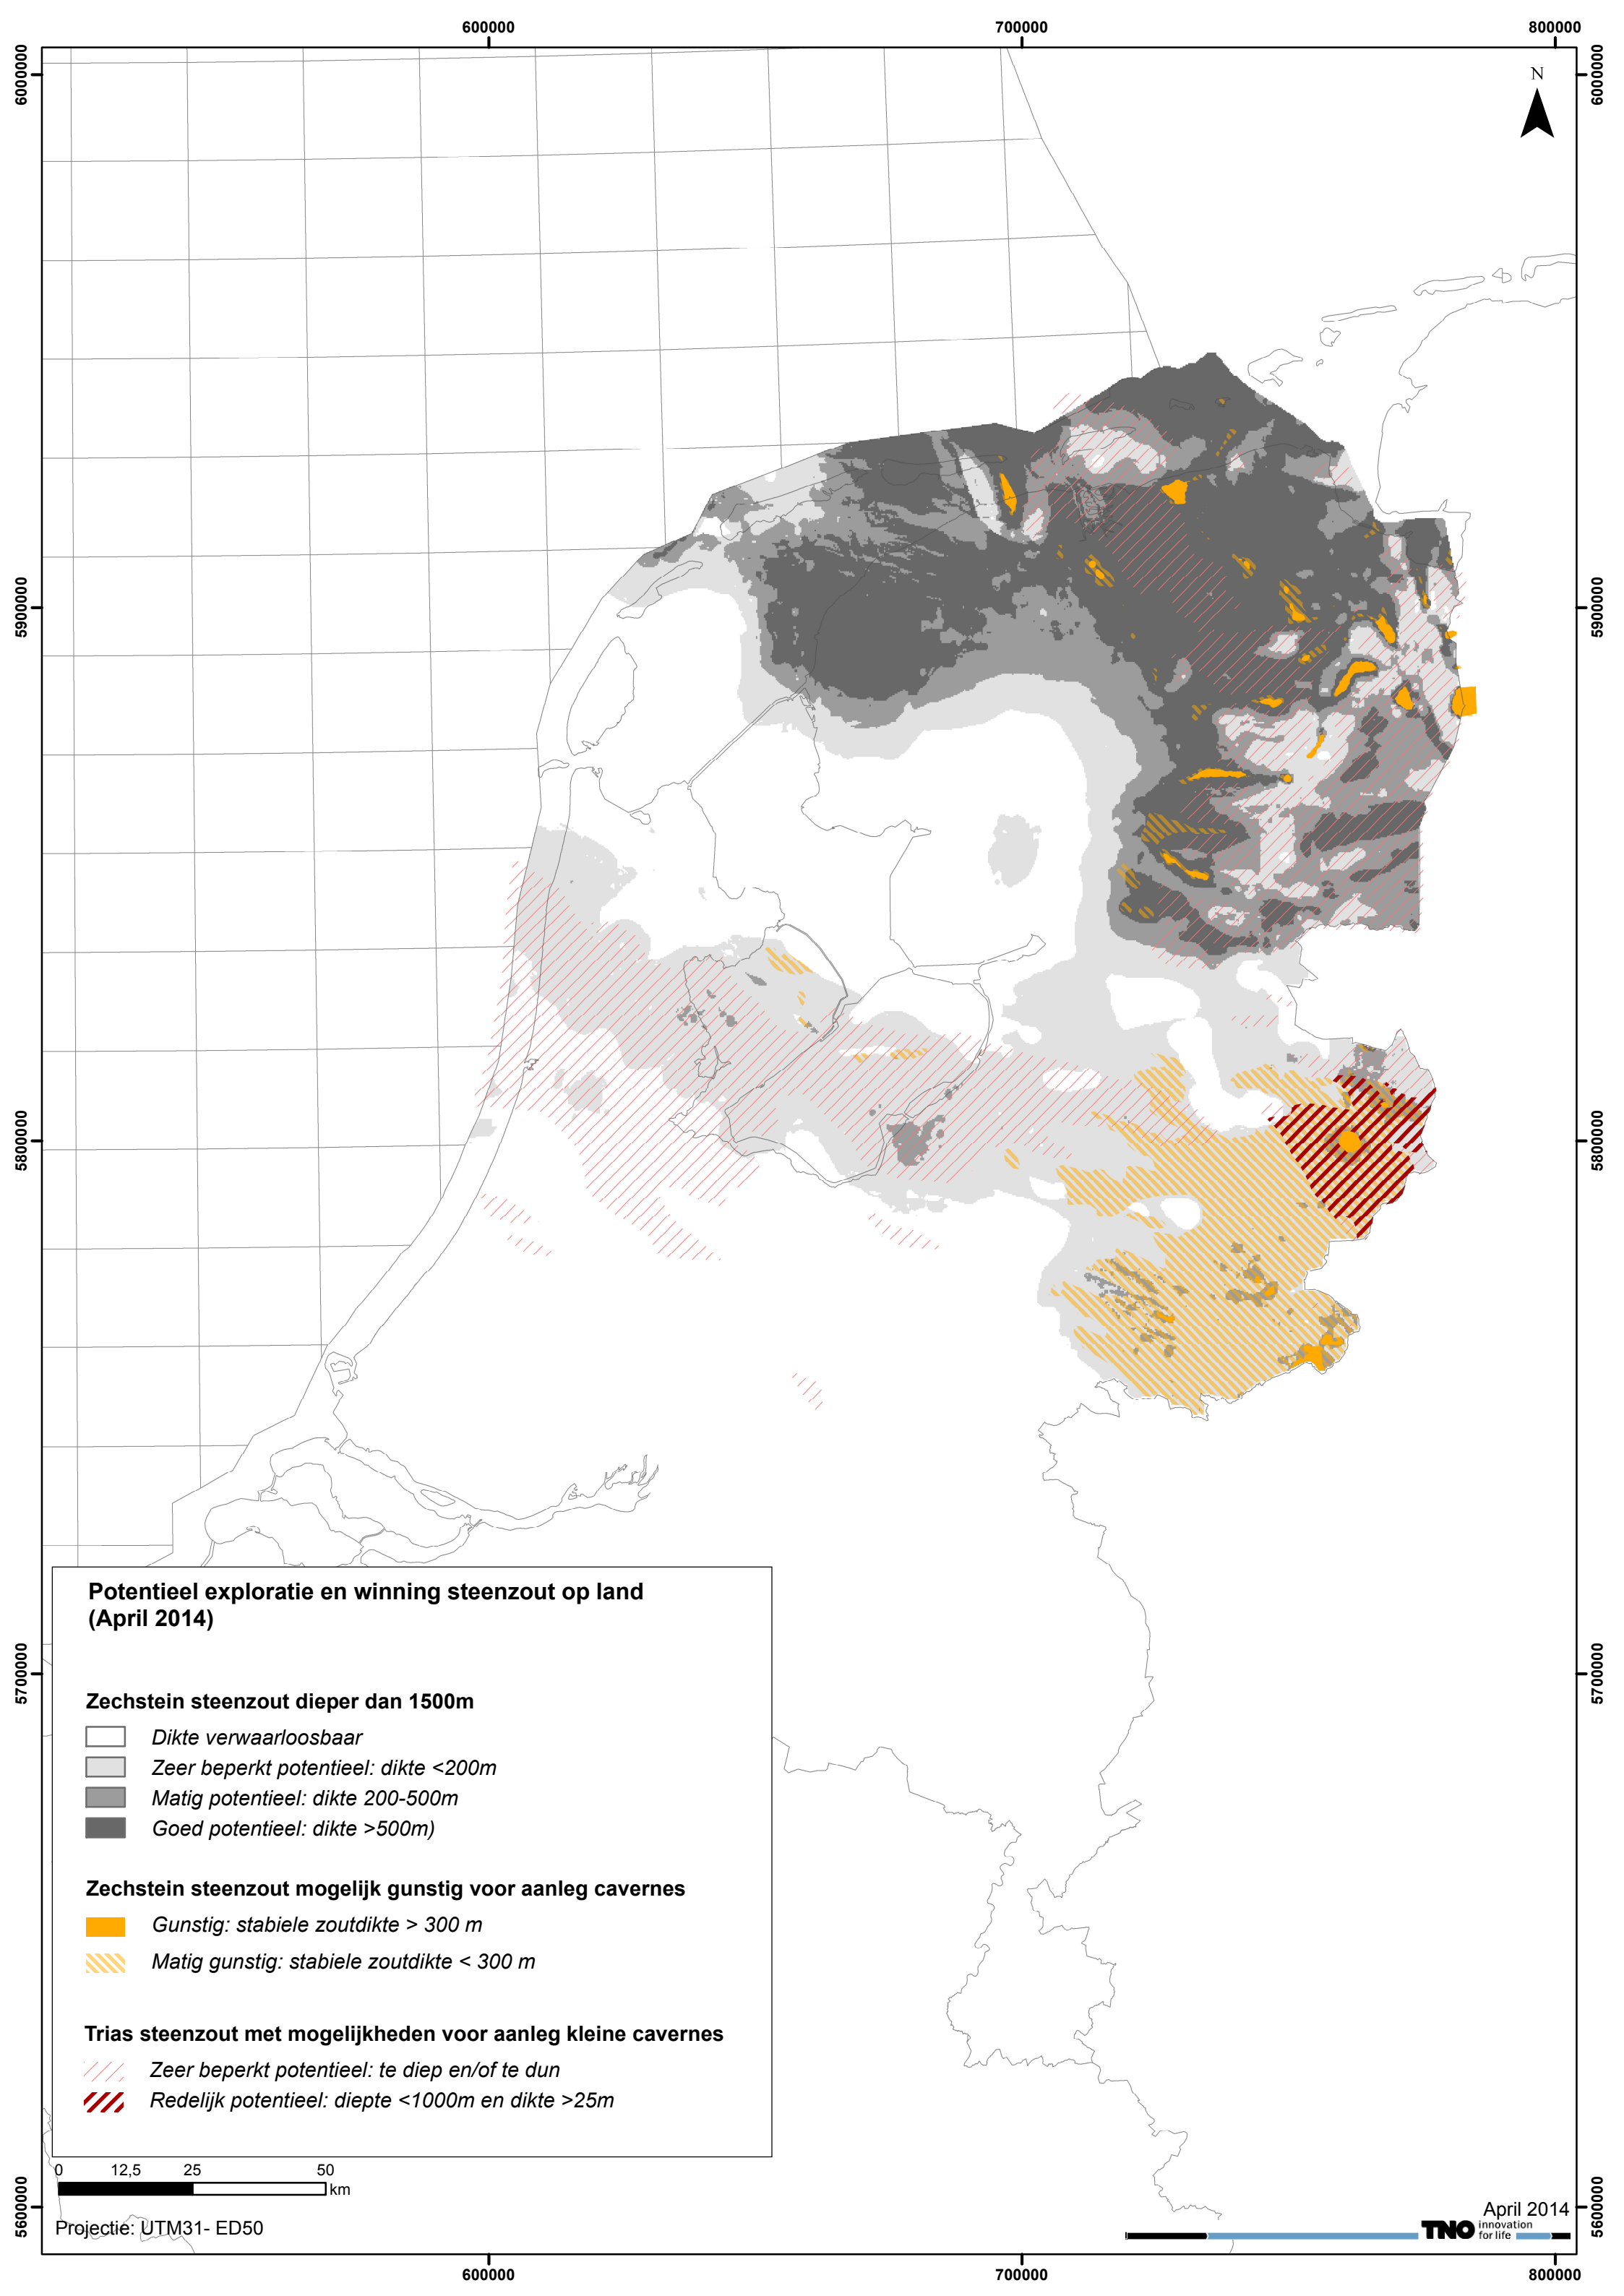 600000
700000
800000
6000000
6000000
N
5900000
5900000
5800000
5800000
5700000
5700000
5600000
5600000
Potentieel exploratie en winning steenzout op land
(April 2014)
Zechstein steenzout dieper dan 1500m
Dikte verwaarloosbaar
Zeer beperkt potentieel: dikte <200m
Matig potentieel: dikte 200-500m
Goed potentieel: dikte >500m)
Zechstein steenzout mogelijk gunstig voor aanleg cavernes
Gunstig: stabiele zoutdikte > 300 m
Matig gunstig: stabiele zoutdikte < 300 m
Trias steenzout met mogelijkheden voor aanleg kleine cavernes
Zeer beperkt potentieel: te diep en/of te dun
Redelijk potentieel: diepte <1000m en dikte >25m
0 12,5 25 50
km
Projectie: UTM31- ED50
April 2014
TNO innovation
for life
600000
700000
800000